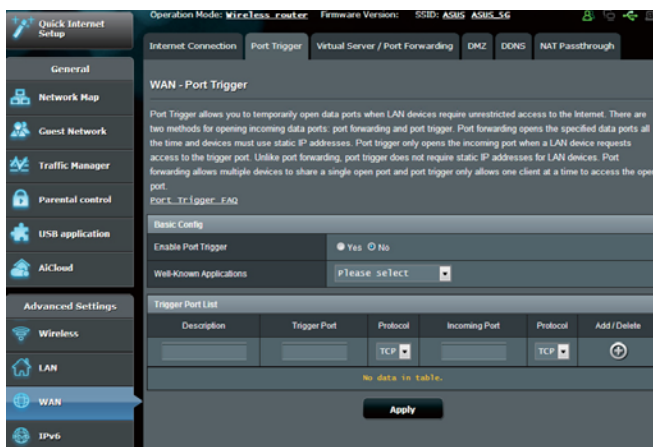 Quick Internet
Setup
Operation Mode: Wireless router Firmware Version: SSID: ASUS ASUS_5G
Internet Connection Port Trigger Virtual Server / Port Forwarding DMZ DDNS NAT Passthrough
General
Network Map
Guest Network
Traffic Manager
Parental control
USB application
AiCloud
Advanced Settings
Wireless
LAN
WAN
IPv6
WAN - Port Trigger
Port Trigger allows you to temporarily open data ports when LAN devices require unrestricted access to the Internet. There are
two methods for opening incoming data ports: port forwarding and port trigger. Port forwarding opens the specified data ports all
the time and devices must use static IP addresses. Port trigger only opens the incoming port when a LAN device requests
access to the trigger port. Unlike port forwarding, port trigger does not require static IP addresses for LAN devices. Port
forwarding allows multiple devices to share a single open port and port trigger only allows one client at a time to access the open
port.
Port Trigger FAQ
Basic Config
Enable Port Trigger Yes No
Well-Known Applications Please select
Trigger Port List
Description Trigger Port Protocol Incoming Port Protocol Add / Delete
TCP TCP
No data in table.
Apply